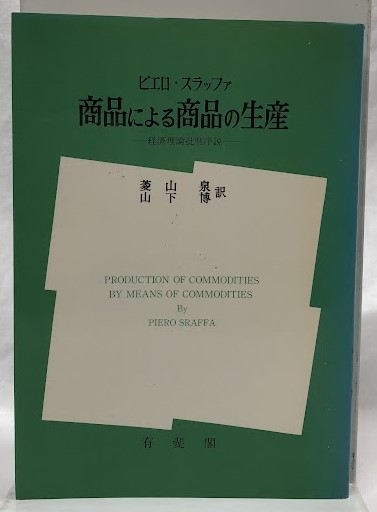 ピエロ・スラッファ
商品による商品の生産
―経済理論批判序説―
菱山泉
山下博訳
PRODUCTION OF COMMODITIES
BY MEANS OF COMMODITIES
By
PIERO SRAFFA
有斐閣